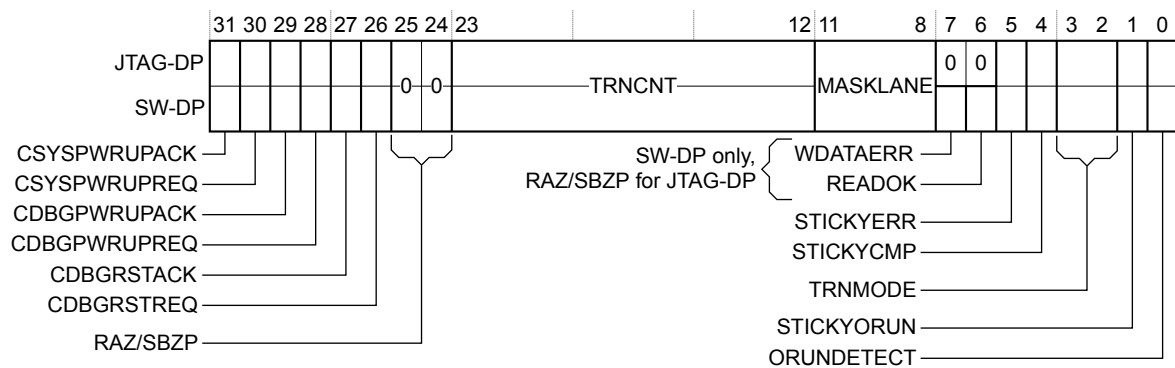 31 30 29 28 27 26 25 24 23 12 11 8 7 6 5 4 3 2 1 0
JTAG-DP 0 0
0 0 TRNCNT MASKLANE
SW-DP
CSYSPWRUPACK
CSYSPWRUPREQ
CDBGPWRUPACK
CDBGPWRUPREQ
CDBGRSTACK
CDBGRSTREQ
RAZ/SBZP
SW-DP only,
RAZ/SBZP for JTAG-DP
WDATAERR
READOK
STICKYERR
STICKYCMP
TRNMODE
STICKYORUN
ORUNDETECT